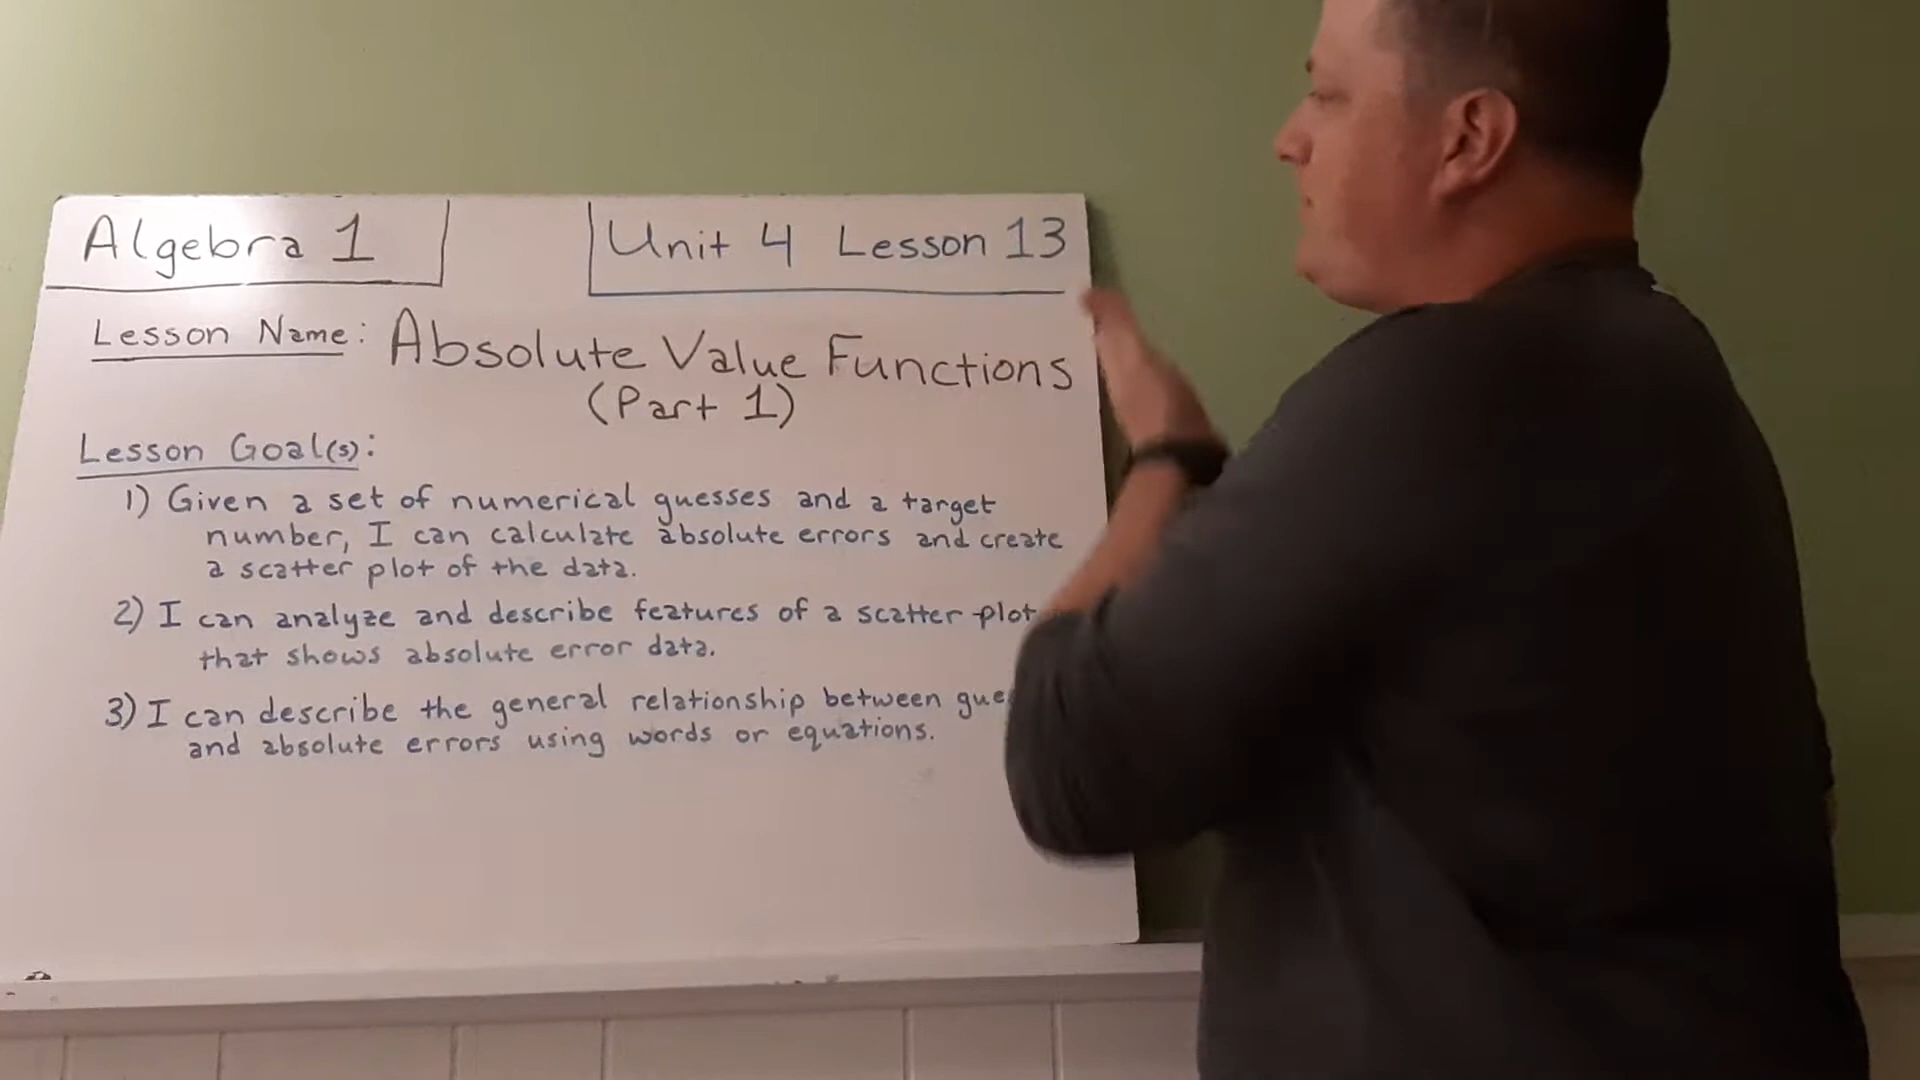 Algebra 1
Unit 4 Lesson 13
Lesson Name: Absolute Value Functions
(Part 1)
Lesson Goal(s):
1) Given a set of numerical guesses and a target
number, I can calculate absolute errors and create
a scatter plot of the data.
2) I can analyze and describe features of a scatter plot
that shows absolute error data.
3) I can describe the general relationship between
and absolute errors using words or equations.